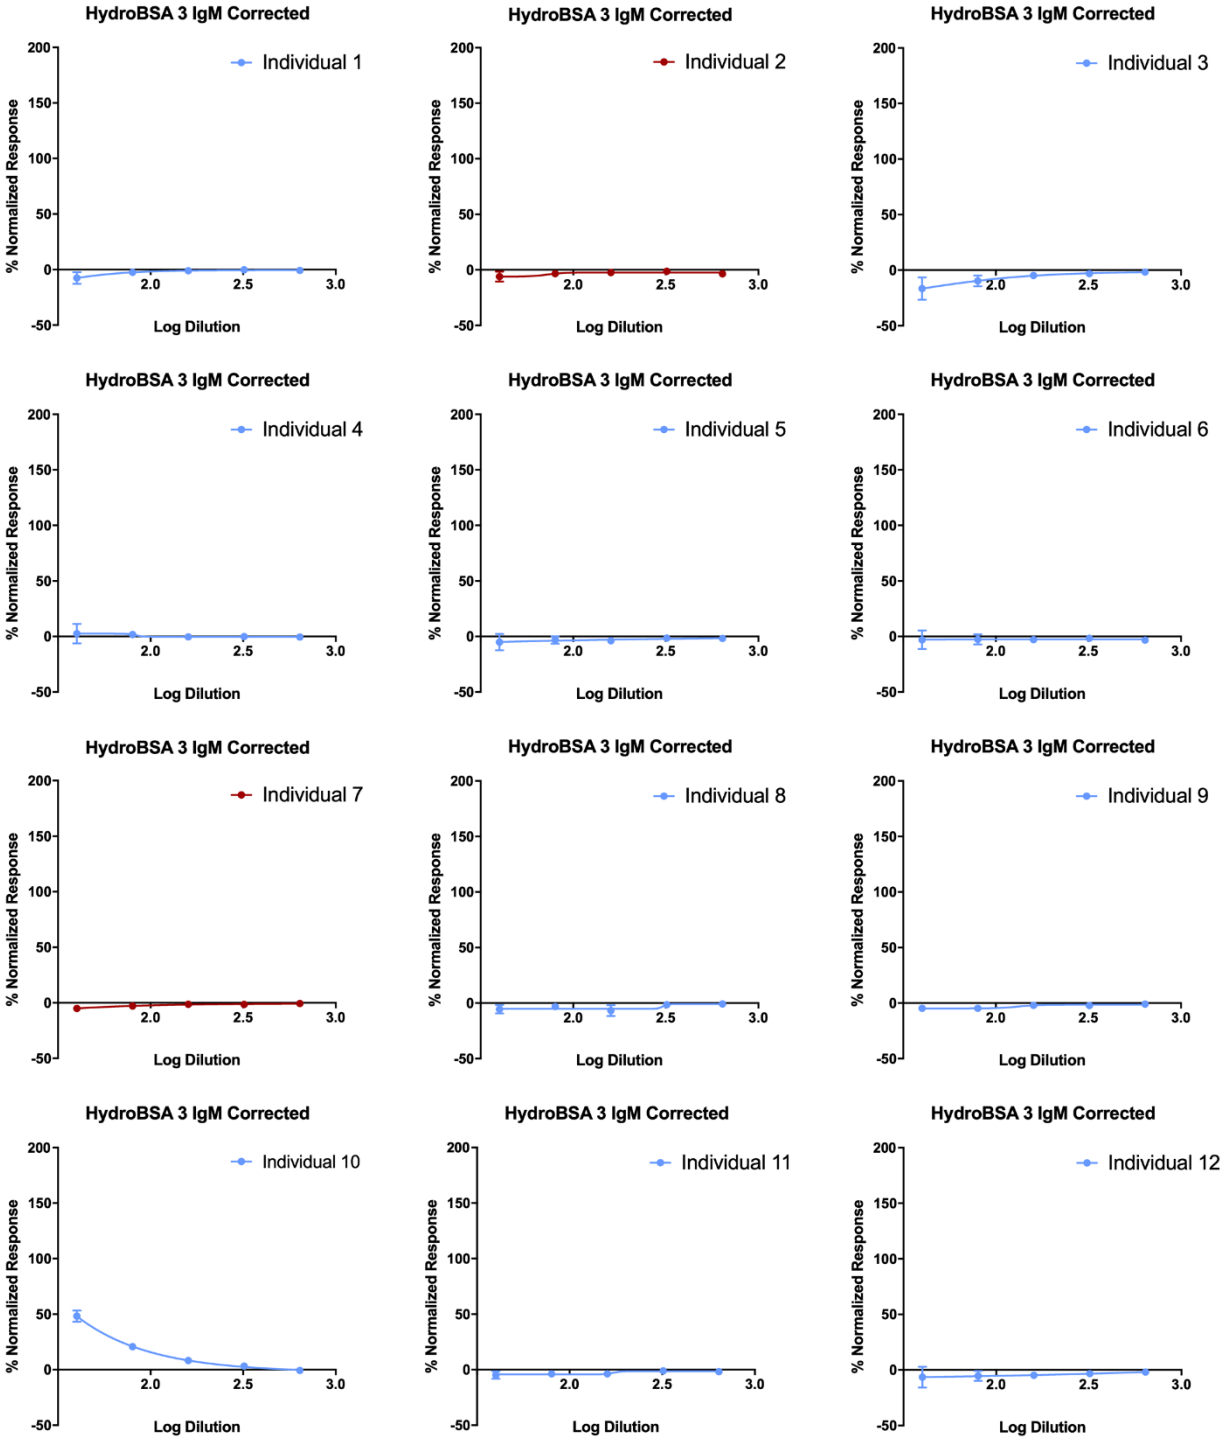 HydroBSA 3 IgM Corrected
200
150
100
50
0
-50
% Normalized Response
Individual 1
2.0
2.5
3.0
Log Dilution
HydroBSA 3 IgM Corrected
200
150
100
50
0
-50
% Normalized Response
Individual 2
2.0
2.5
3.0
Log Dilution
HydroBSA 3 IgM Corrected
200
150
100
50
0
-50
% Normalized Response
Individual 3
2.0
2.5
3.0
Log Dilution
HydroBSA 3 IgM Corrected
200
150
100
50
0
-50
% Normalized Response
Individual 4
2.0
2.5
3.0
Log Dilution
HydroBSA 3 IgM Corrected
200
150
100
50
0
-50
% Normalized Response
Individual 5
2.0
2.5
3.0
Log Dilution
HydroBSA 3 IgM Corrected
200
150
100
50
0
-50
% Normalized Response
Individual 6
2.0
2.5
3.0
Log Dilution
HydroBSA 3 IgM Corrected
200
150
100
50
0
-50
% Normalized Response
Individual 7
2.0
2.5
3.0
Log Dilution
HydroBSA 3 IgM Corrected
200
150
100
50
0
-50
% Normalized Response
Individual 8
2.0
2.5
3.0
Log Dilution
HydroBSA 3 IgM Corrected
200
150
100
50
0
-50
% Normalized Response
Individual 9
2.0
2.5
3.0
Log Dilution
HydroBSA 3 IgM Corrected
200
150
100
50
0
-50
% Normalized Response
Individual 10
2.0
2.5
3.0
Log Dilution
HydroBSA 3 IgM Corrected
200
150
100
50
0
-50
% Normalized Response
Individual 11
2.0
2.5
3.0
Log Dilution
HydroBSA 3 IgM Corrected
200
150
100
50
0
-50
% Normalized Response
Individual 12
2.0
2.5
3.0
Log Dilution